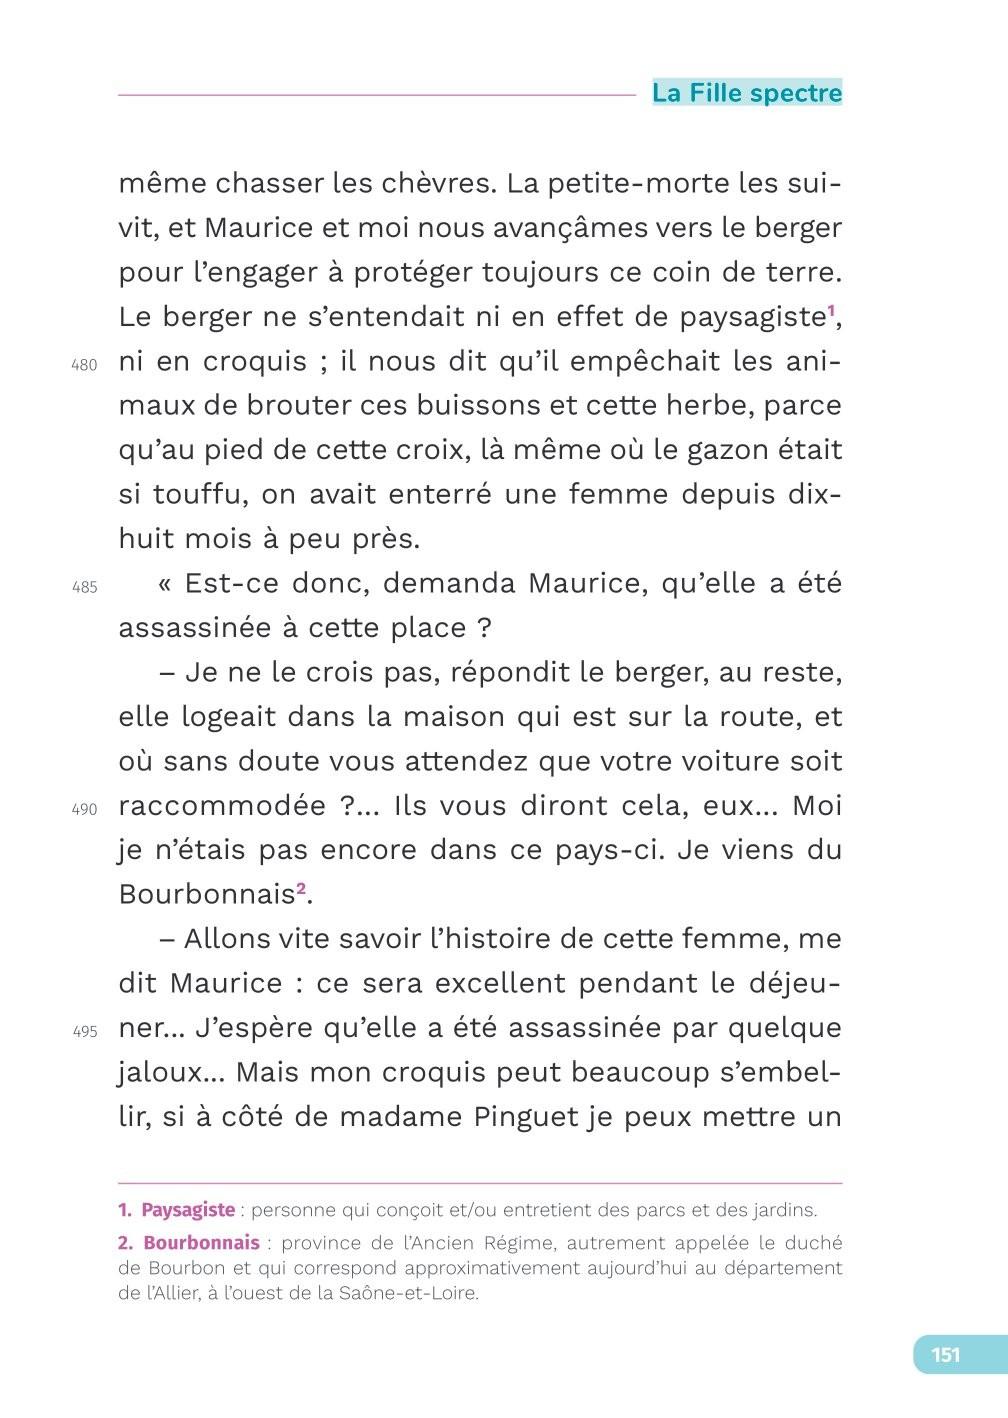 La Fille spectre
même chasser les chèvres. La petite-morte les sui-
vit, et Maurice et moi nous avançâmes vers le berger
pour l’engager à protéger toujours ce coin de terre.
Le berger ne s’entendait ni en effet de paysagiste1,
480 ni en croquis ; il nous dit qu’il empêchait les ani-
maux de brouter ces buissons et cette herbe, parce
qu’au pied de cette croix, là même où le gazon était
si touffu, on avait enterré une femme depuis dix-
huit mois à peu près.
485 « Est-ce donc, demanda Maurice, qu’elle a été
assassinée à cette place ?
– Je ne le crois pas, répondit le berger, au reste,
elle logeait dans la maison qui est sur la route, et
où sans doute vous attendez que votre voiture soit
490 raccommodée ?... Ils vous diront cela, eux... Moi
je n’étais pas encore dans ce pays-ci. Je viens du
Bourbonnais2.
– Allons vite savoir l’histoire de cette femme, me
dit Maurice : ce sera excellent pendant le déjeu-
495 ner... J’espère qu’elle a été assassinée par quelque
jaloux... Mais mon croquis peut beaucoup s’embel-
lir, si à côté de madame Pinguet je peux mettre un
1. Paysagiste : personne qui conçoit et/ou entretient des parcs et des jardins.
2. Bourbonnais : province de l’Ancien Régime, autrement appelée le duché
de Bourbon et qui correspond approximativement aujourd’hui au département
de l’Allier, à l’ouest de la Saône-et-Loire.
151